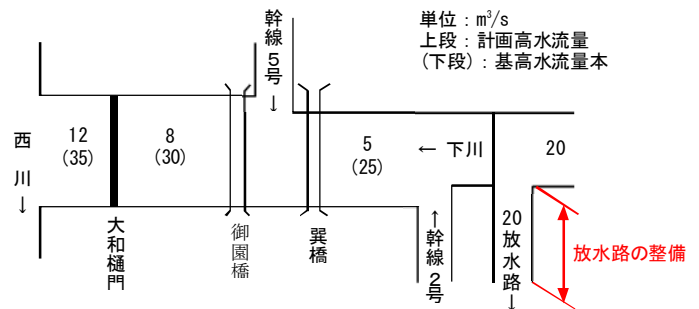 単位：m³/s
上段：計画高水流量
(下段)：基高水流量本
幹線5号
↓
西川
↓
12
(35)
8
(30)
5
(25)
← 下川
20
大和樋門
御園橋
巽橋
↑幹線2号
20
放水路
↓
放水路の整備